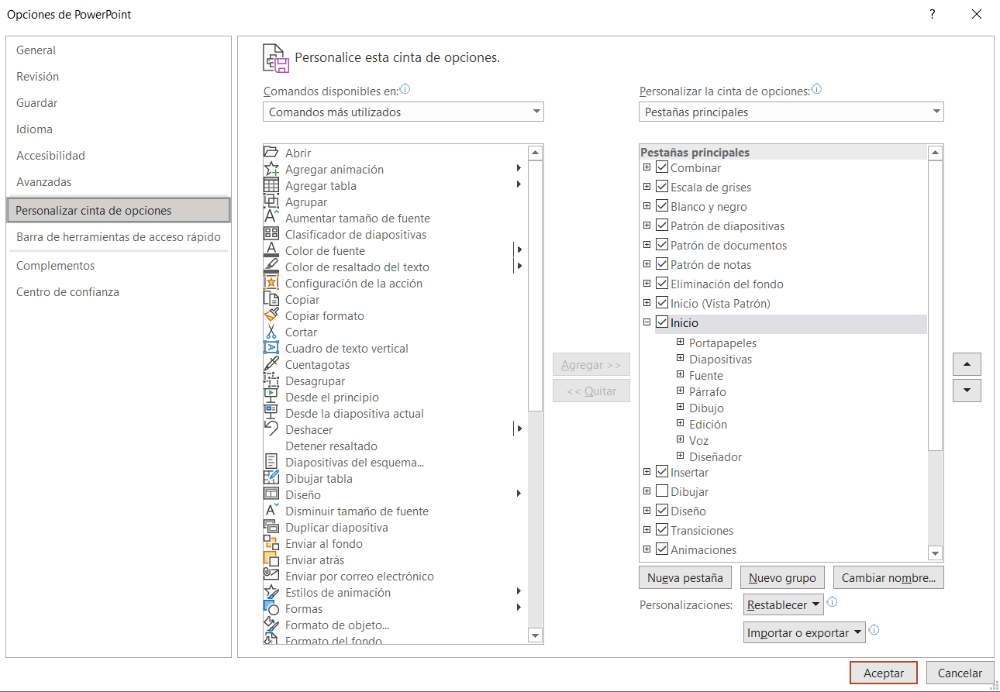 Opciones de PowerPoint
?
General
Revisión
Guardar
Idioma
Accesibilidad
Avanzadas
Personalizar cinta de opciones
Barra de herramientas de acceso rápido
Complementos
Centro de confianza
Personalice esta cinta de opciones.
Comandos disponibles en:
Comandos más utilizados
Abrir
Agregar animación
Agregar tabla
Agrupar
Aumentar tamaño de fuente
Clasificador de diapositivas
Color de fuente
Color de resaltado del texto
Configuración de la acción
Copiar
Copiar formato
Cortar
Cuadro de texto vertical
Cuentagotas
Desagrupar
Desde el principio
Desde la diapositiva actual
Deshacer
Detener resaltado
Diapositivas del esquema...
Dibujar tabla
Diseño
Disminuir tamaño de fuente
Duplicar diapositiva
Enviar al fondo
Enviar atrás
Enviar por correo electrónico
Estilos de animación
Formas
Formato de objeto...
Formato del fondo
Agregar >>
<< Quitar
Personalizar la cinta de opciones:
Pestañas principales
Pestañas principales
Combinar
Escala de grises
Blanco y negro
Patrón de diapositivas
Patrón de documentos
Patrón de notas
Eliminación del fondo
Inicio (Vista Patrón)
Inicio
Portapapeles
Diapositivas
Fuente
Párrafo
Dibujo
Edición
Voz
Diseñador
Insertar
Dibujar
Diseño
Transiciones
Animaciones
Nueva pestaña
Nuevo grupo
Cambiar nombre...
Personalizaciones:
Restablecer
Importar o exportar
Aceptar
Cancelar